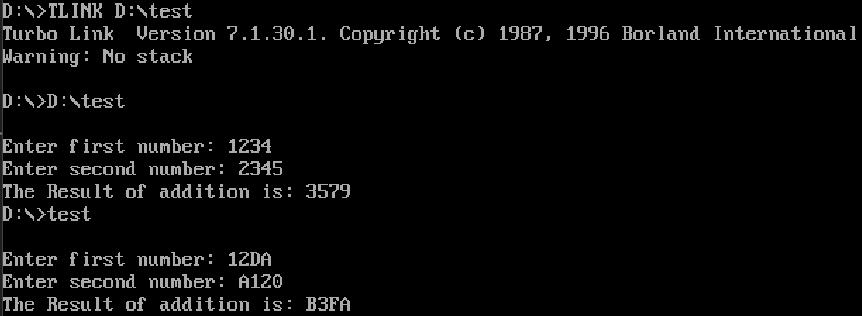 D:\>TLINK D:\test
Turbo Link  Version 7.1.30.1. Copyright (c) 1987, 1996 Borland International
Warning: No stack
D:\>D:\test
Enter first number: 1234
Enter second number: 2345
The Result of addition is: 3579
D:\>test
Enter first number: 12DA
Enter second number: A120
The Result of addition is: B3FA